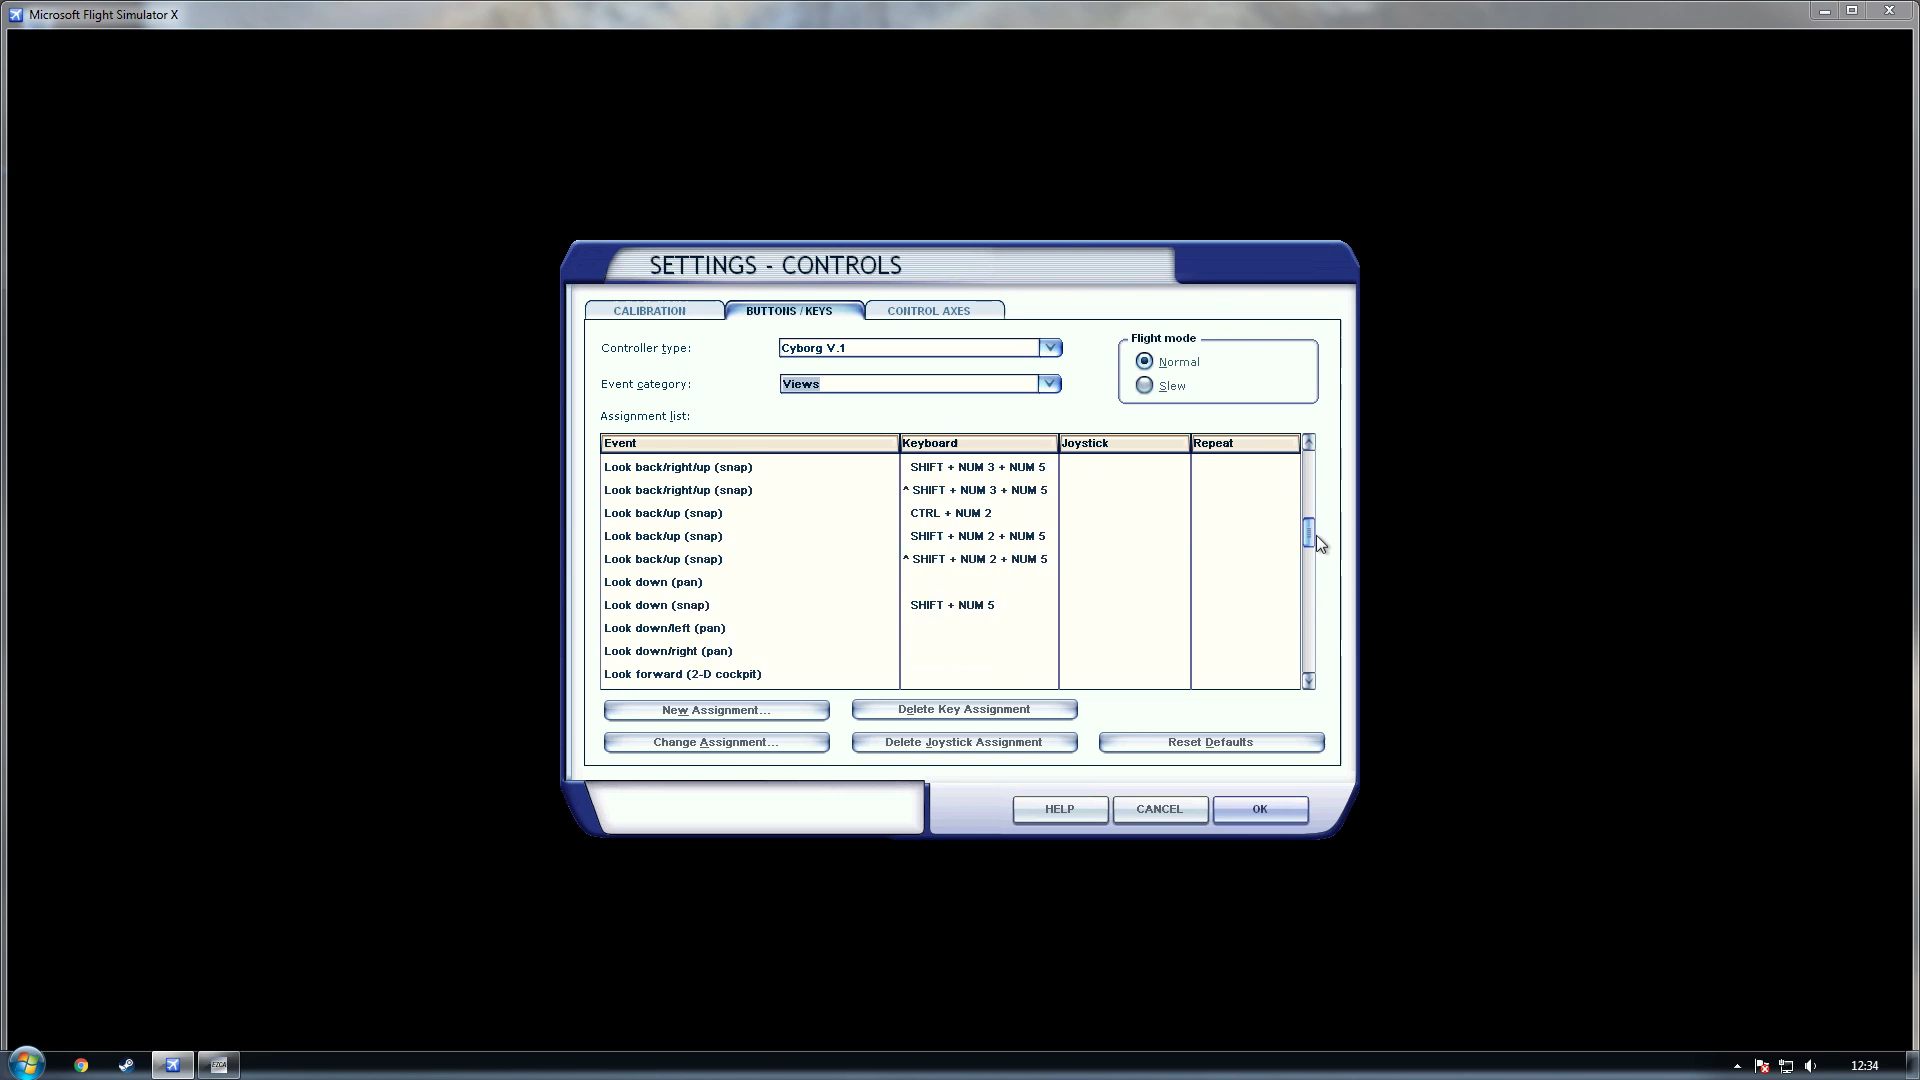 Microsoft Flight Simulator X
SETTINGS - CONTROLS
CALIBRATION
BUTTONS / KEYS
CONTROL AXES
Controller type:
Cyborg V.1
Event category:
Views
Flight mode
Normal
Slew
Assignment list:
Event Keyboard Joystick Repeat
Look back/right/up (snap) SHIFT + NUM 3 + NUM 5
Look back/right/up (snap) ^ SHIFT + NUM 3 + NUM 5
Look back/up (snap) CTRL + NUM 2
Look back/up (snap) SHIFT + NUM 2 + NUM 5
Look back/up (snap) ^ SHIFT + NUM 2 + NUM 5
Look down (pan)
Look down (snap) SHIFT + NUM 5
Look down/left (pan)
Look down/right (pan)
Look forward (2-D cockpit)
New Assignment...
Delete Key Assignment
Change Assignment...
Delete Joystick Assignment
Reset Defaults
HELP
CANCEL
OK
12:34